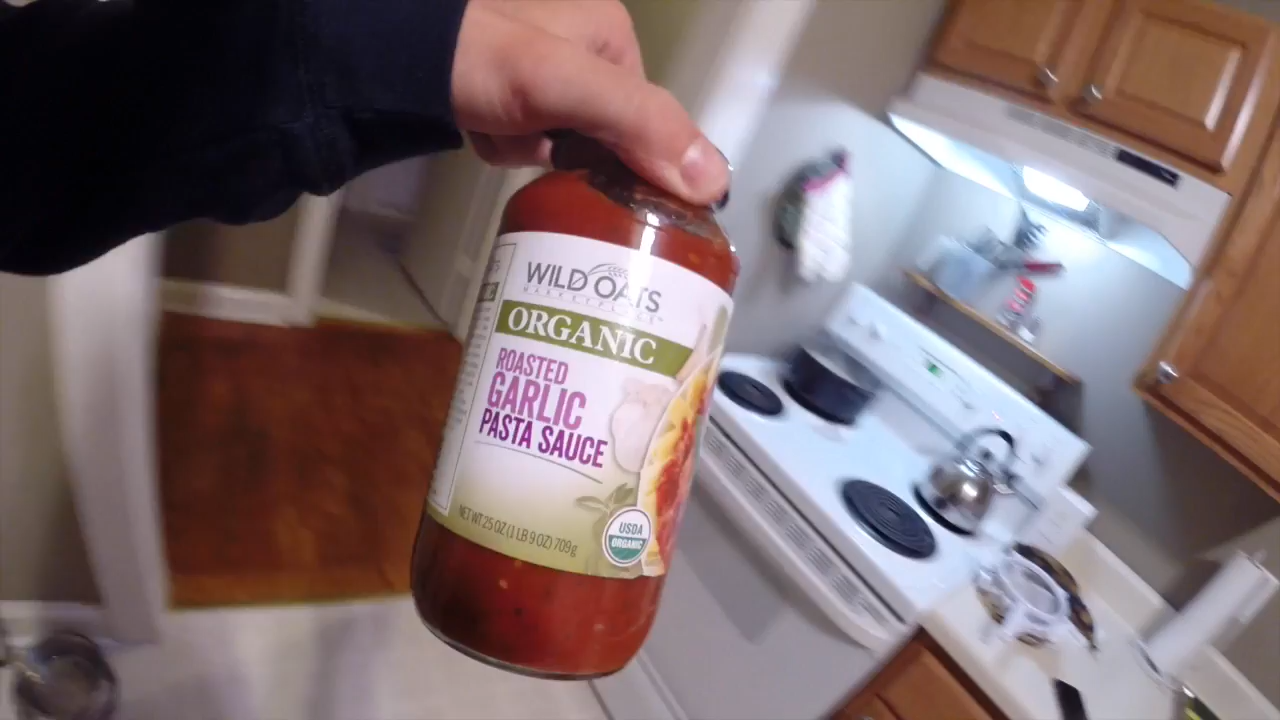 WILD OATS
MARKETPLACE
ORGANIC
ROASTED
GARLIC
PASTA SAUCE
NET WT 25 OZ (1 LB 9 OZ) 709g
USDA
ORGANIC